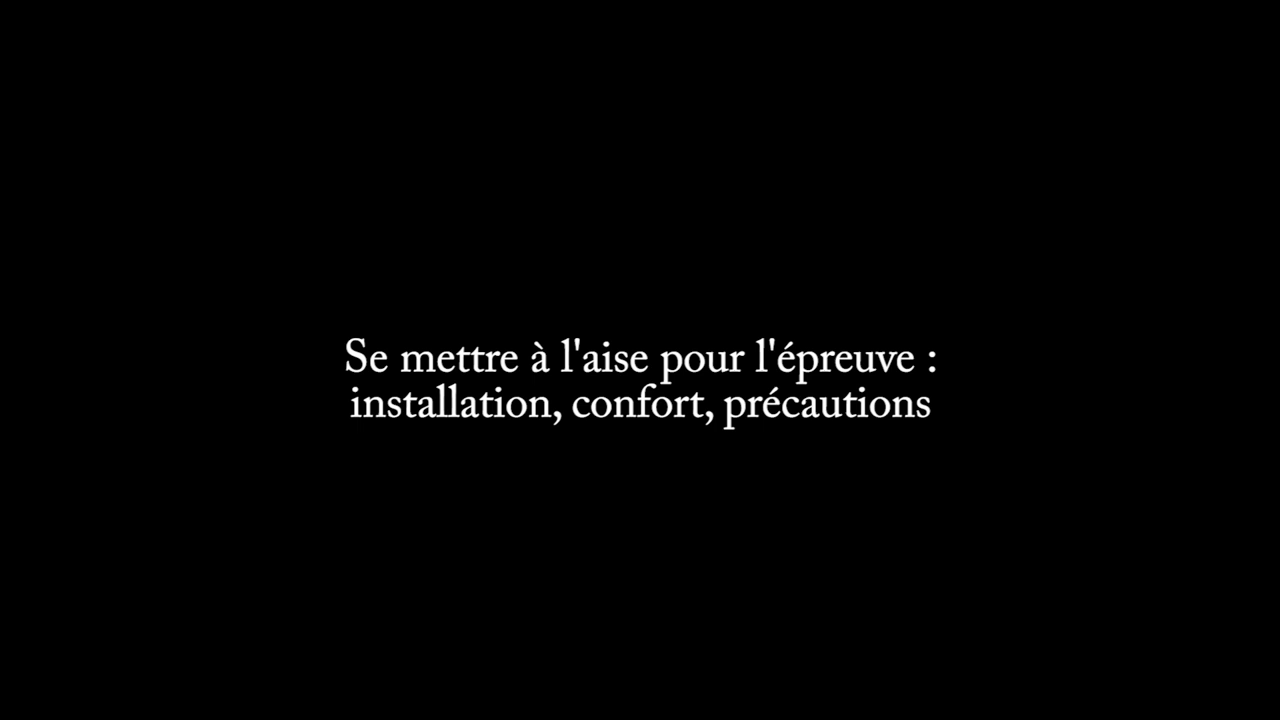 Se mettre à l'aise pour l'épreuve :
installation, confort, précautions